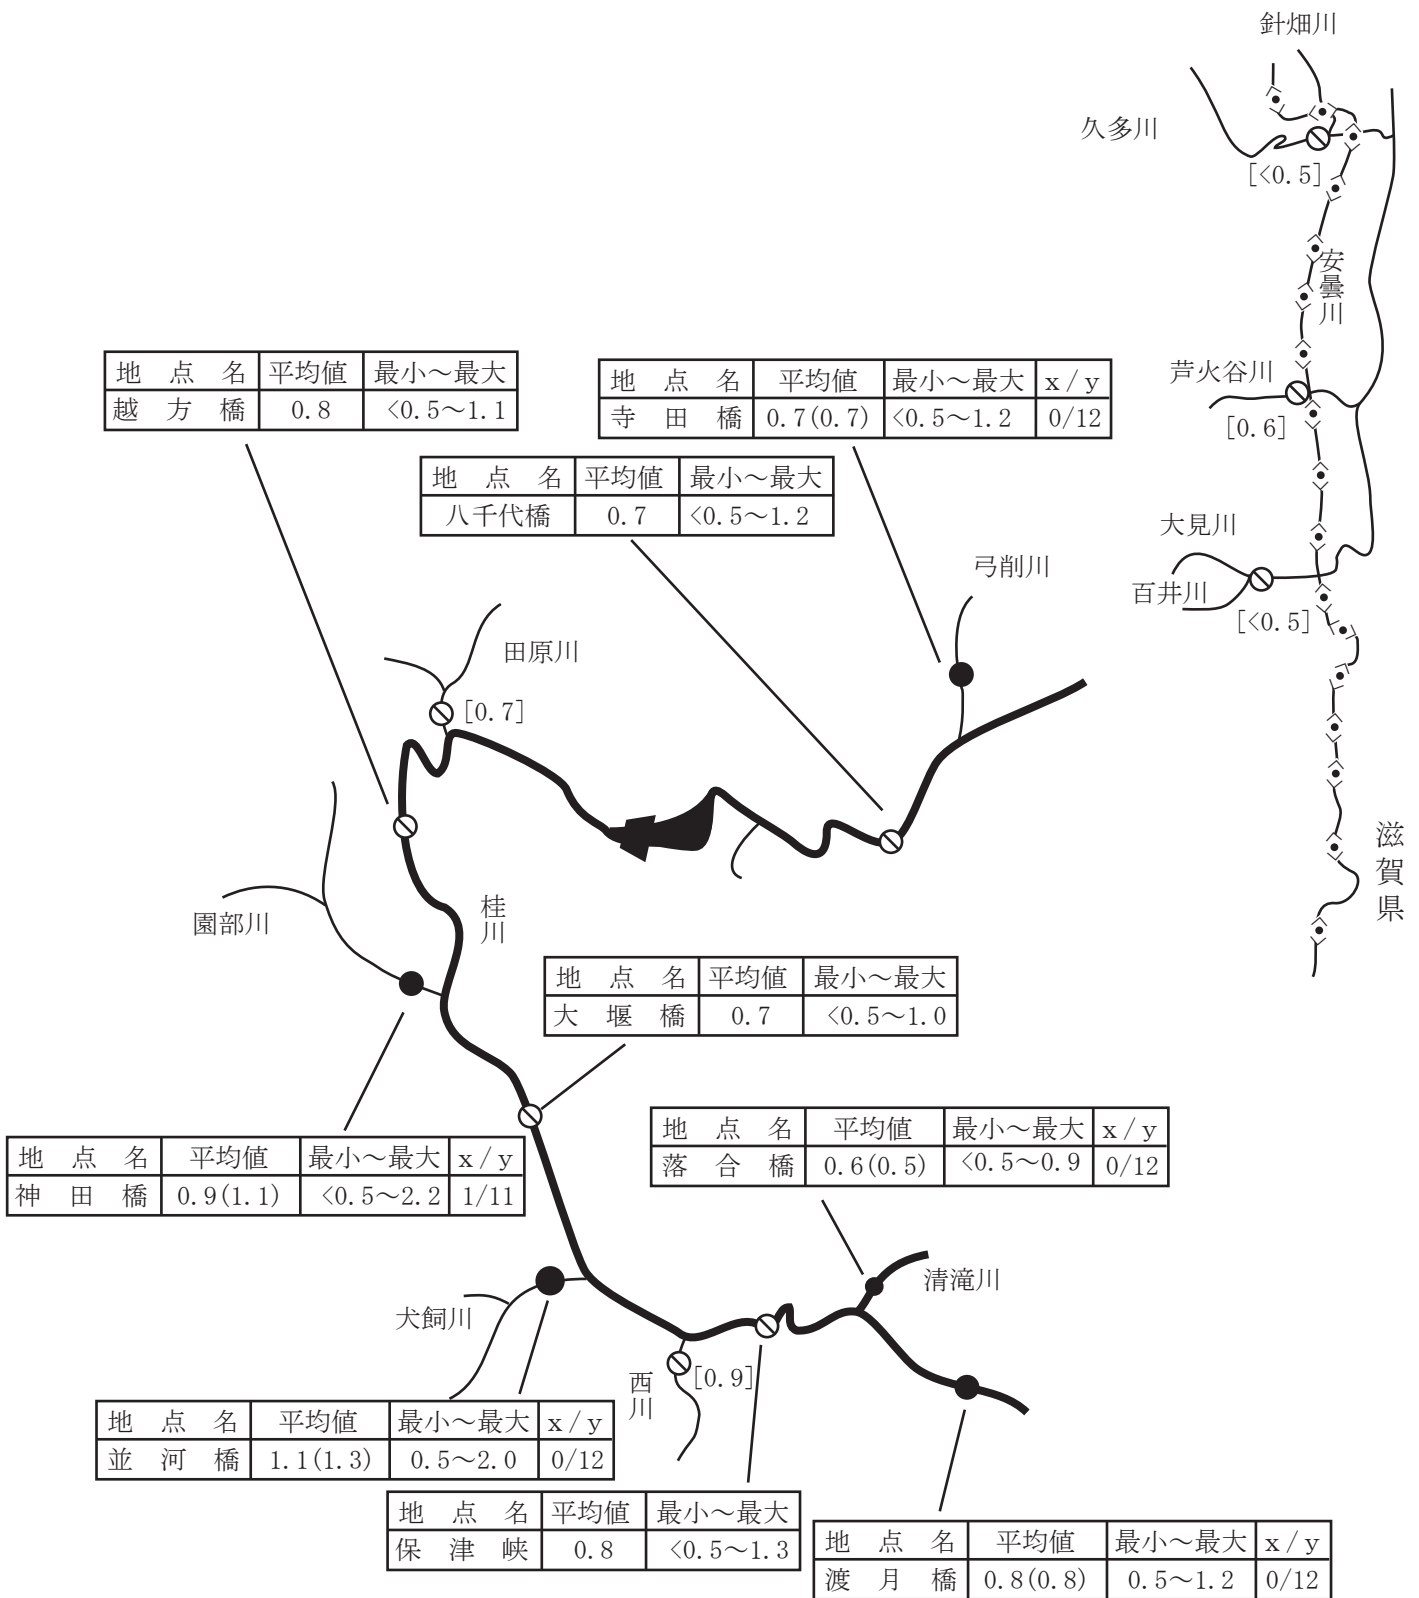 針畑川
久多川
[<0.5]
安曇川
芦火谷川
[0.6]
大見川
百井川
[<0.5]
滋賀県
地点名 平均値 最小～最大
越方橋 0.8 <0.5～1.1
地点名 平均値 最小～最大 x/y
寺田橋 0.7(0.7) <0.5～1.2 0/12
地点名 平均値 最小～最大
八千代橋 0.7 <0.5～1.2
弓削川
田原川
[0.7]
園部川
桂川
地点名 平均値 最小～最大
大堰橋 0.7 <0.5～1.0
地点名 平均値 最小～最大 x/y
神田橋 0.9(1.1) <0.5～2.2 1/11
地点名 平均値 最小～最大 x/y
落合橋 0.6(0.5) <0.5～0.9 0/12
清滝川
犬飼川
西川
[0.9]
地点名 平均値 最小～最大 x/y
並河橋 1.1(1.3) 0.5～2.0 0/12
地点名 平均値 最小～最大
保津峡 0.8 <0.5～1.3
地点名 平均値 最小～最大 x/y
渡月橋 0.8(0.8) 0.5～1.2 0/12